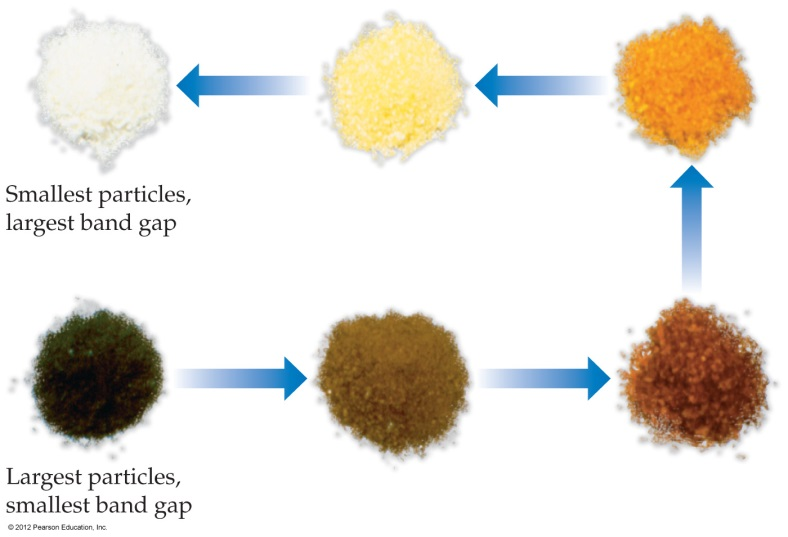 Smallest particles,
largest band gap
Largest particles,
smallest band gap
© 2012 Pearson Education, Inc.